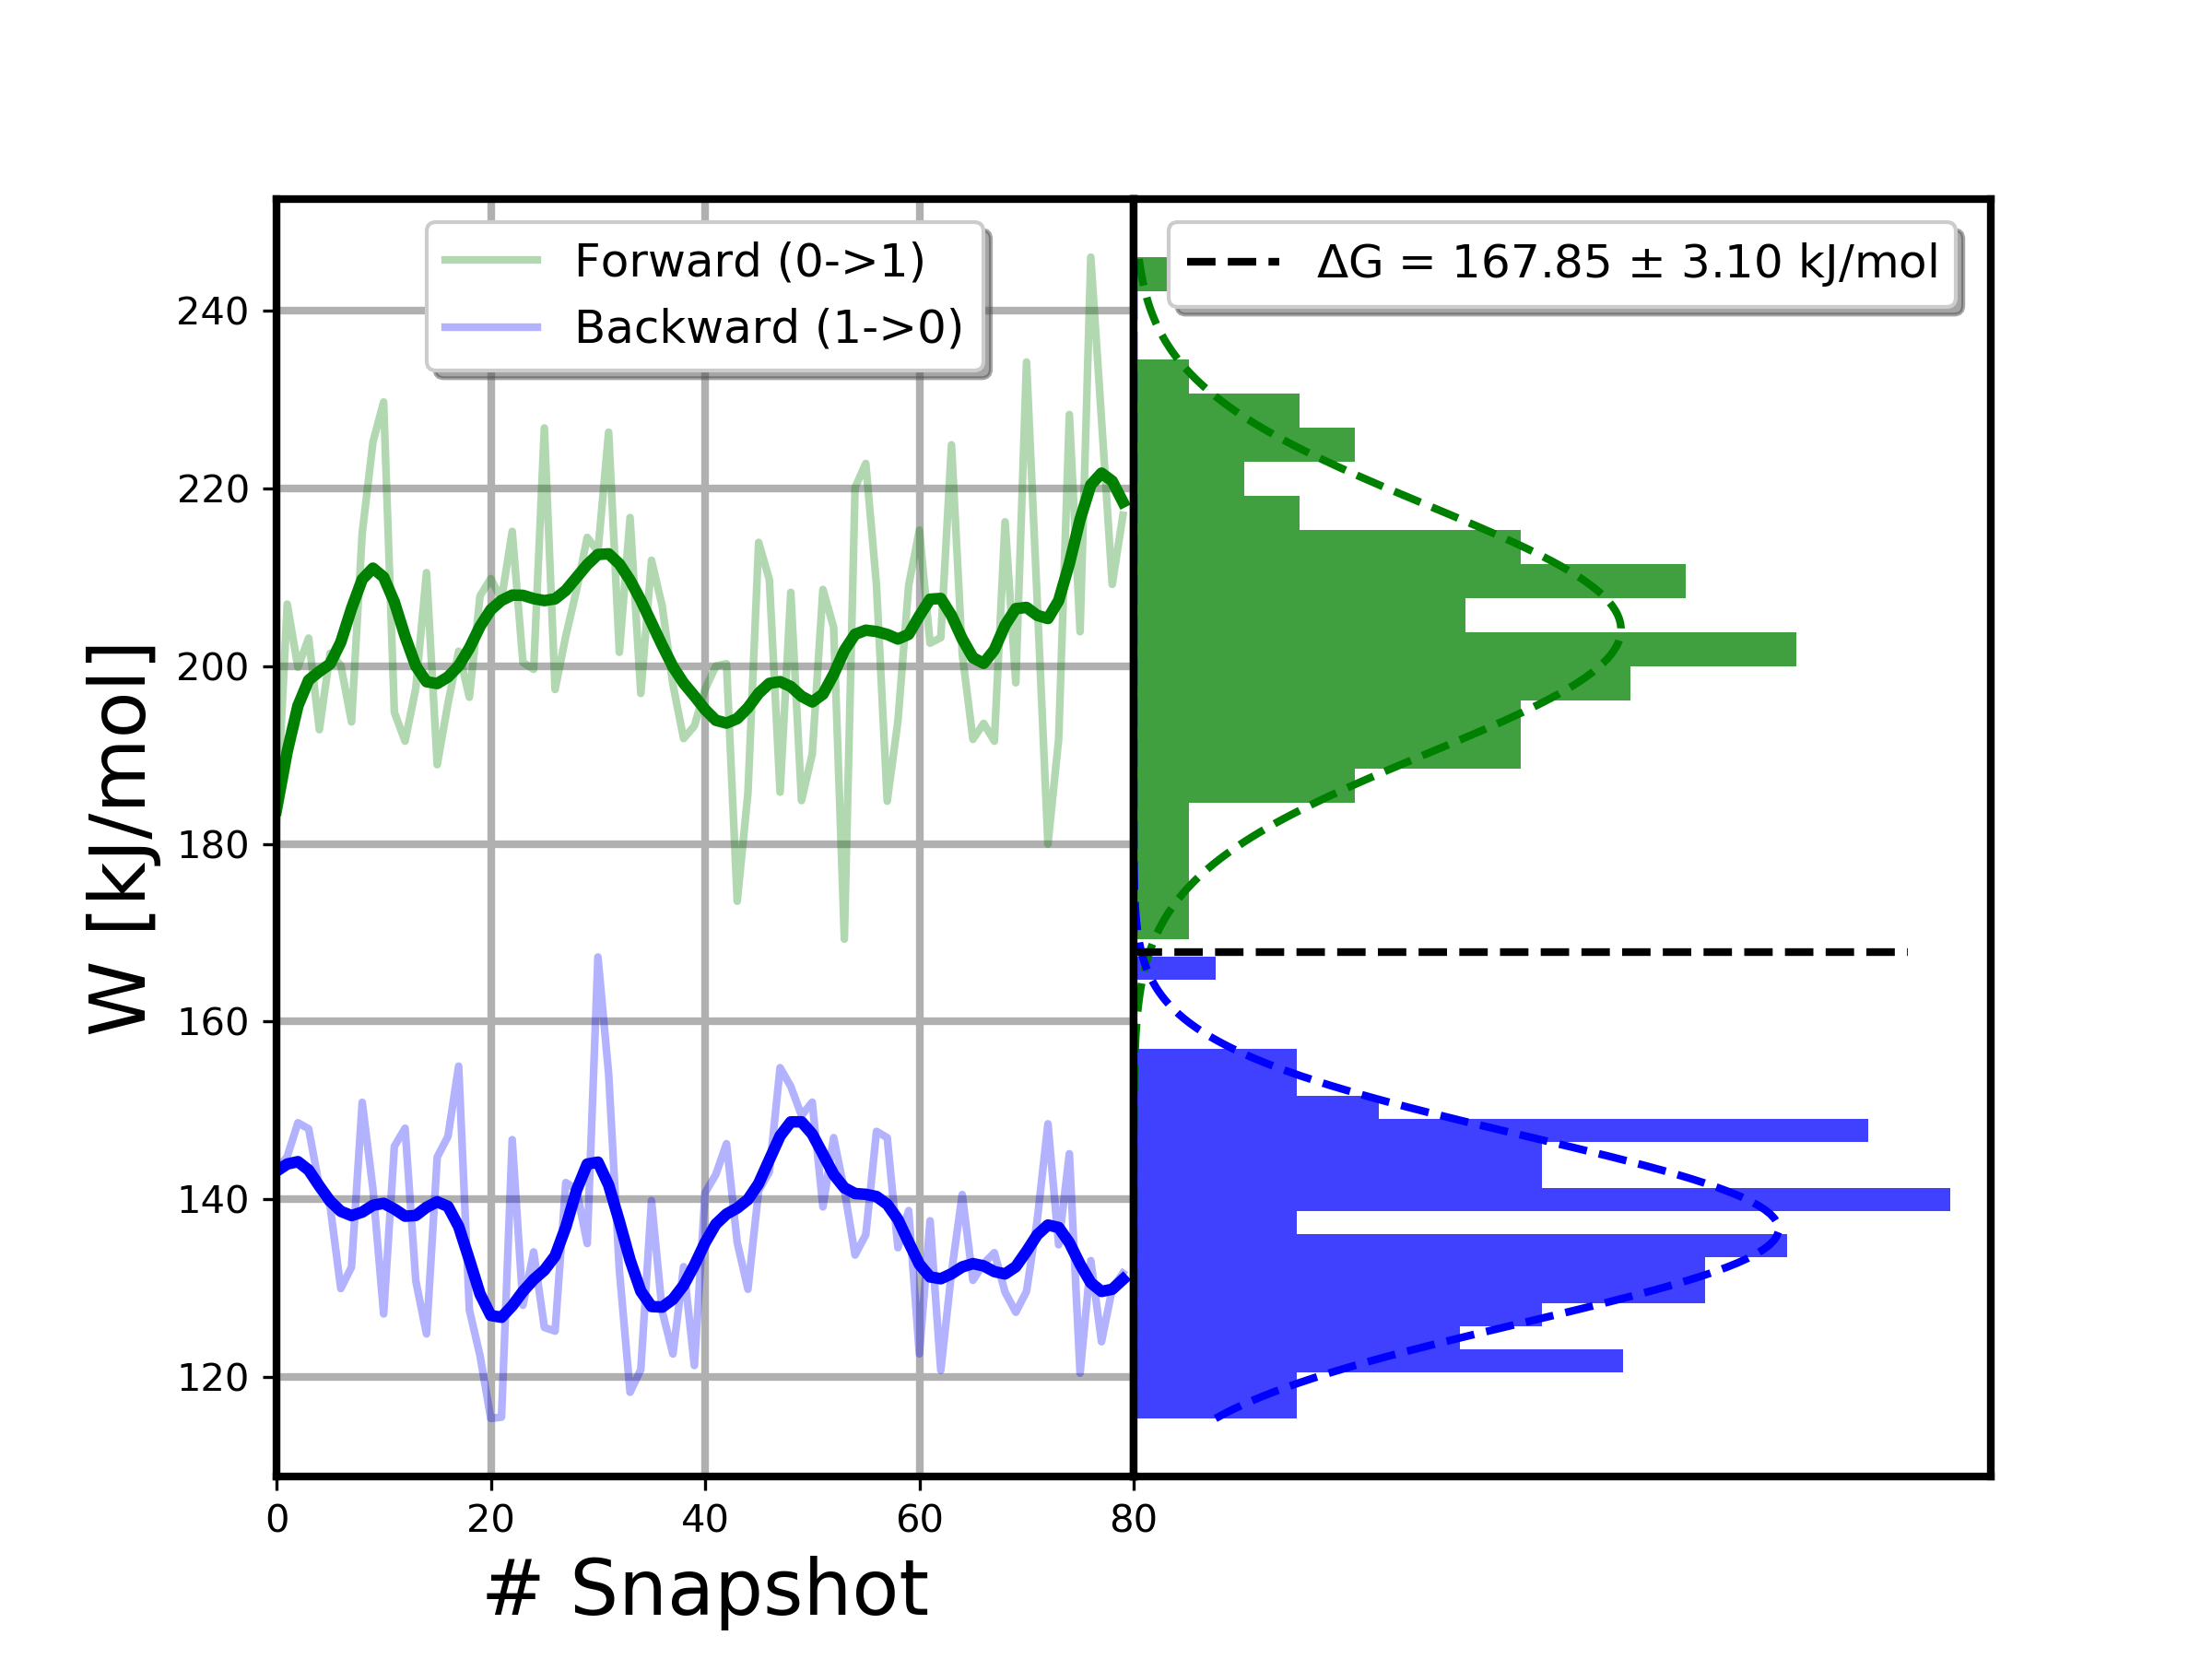 Forward (0->1)
Backward (1->0)
ΔG = 167.85 ± 3.10 kJ/mol
W [kJ/mol]
240
220
200
180
160
140
120
0 20 40 60 80
# Snapshot